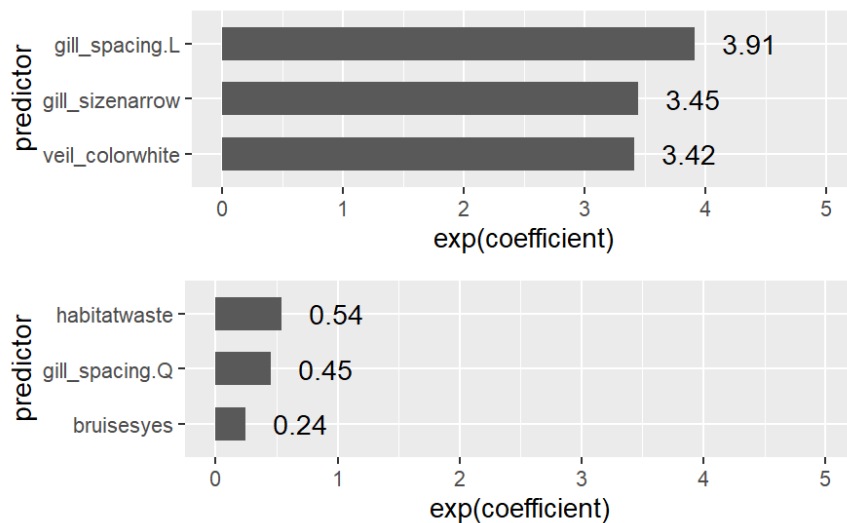 predictor
gill_spacing.L
3.91
gill_sizenarrow
3.45
veil_colorwhite
3.42
0 1 2 3 4 5
exp(coefficient)
predictor
habitatwaste
0.54
gill_spacing.Q
0.45
bruisesyes
0.24
0 1 2 3 4 5
exp(coefficient)